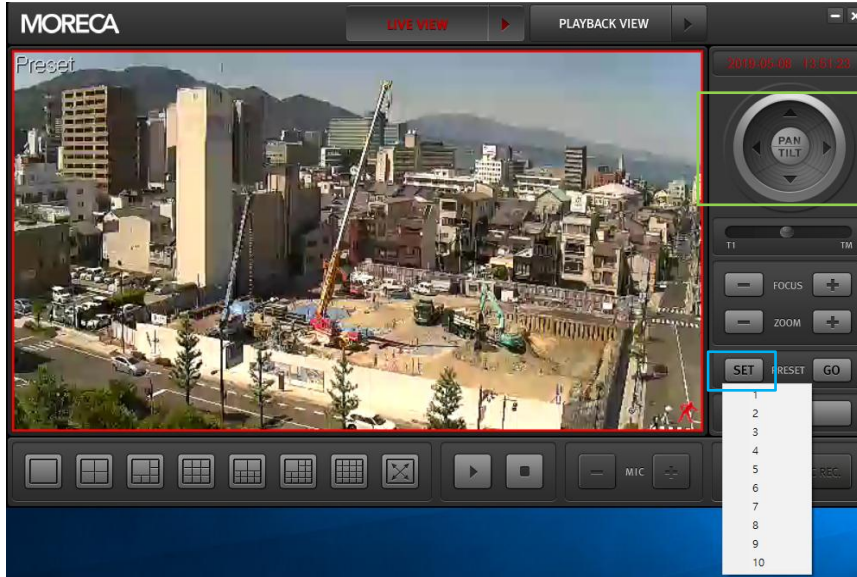 MORECA
LIVE VIEW
PLAYBACK VIEW
Preset
PAN
TILT
T1
TM
FOCUS
ZOOM
SET
PRESET
GO
1
2
3
4
5
6
7
8
9
10
MIC
REC.